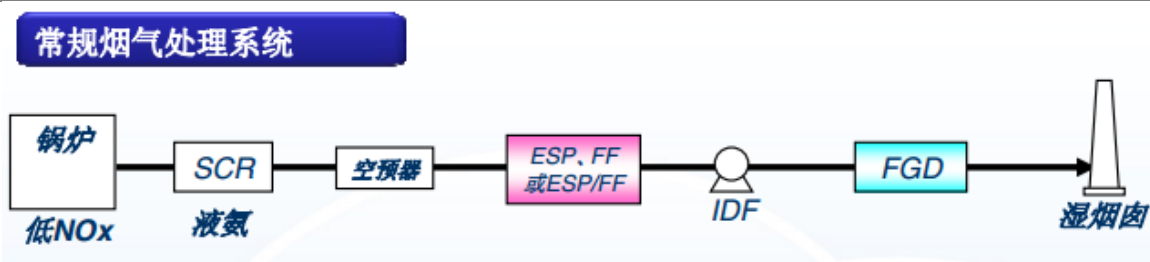 常规烟气处理系统
锅炉
低NOx
SCR
液氨
空预器
ESP、FF
或ESP/FF
IDF
FGD
湿烟囱